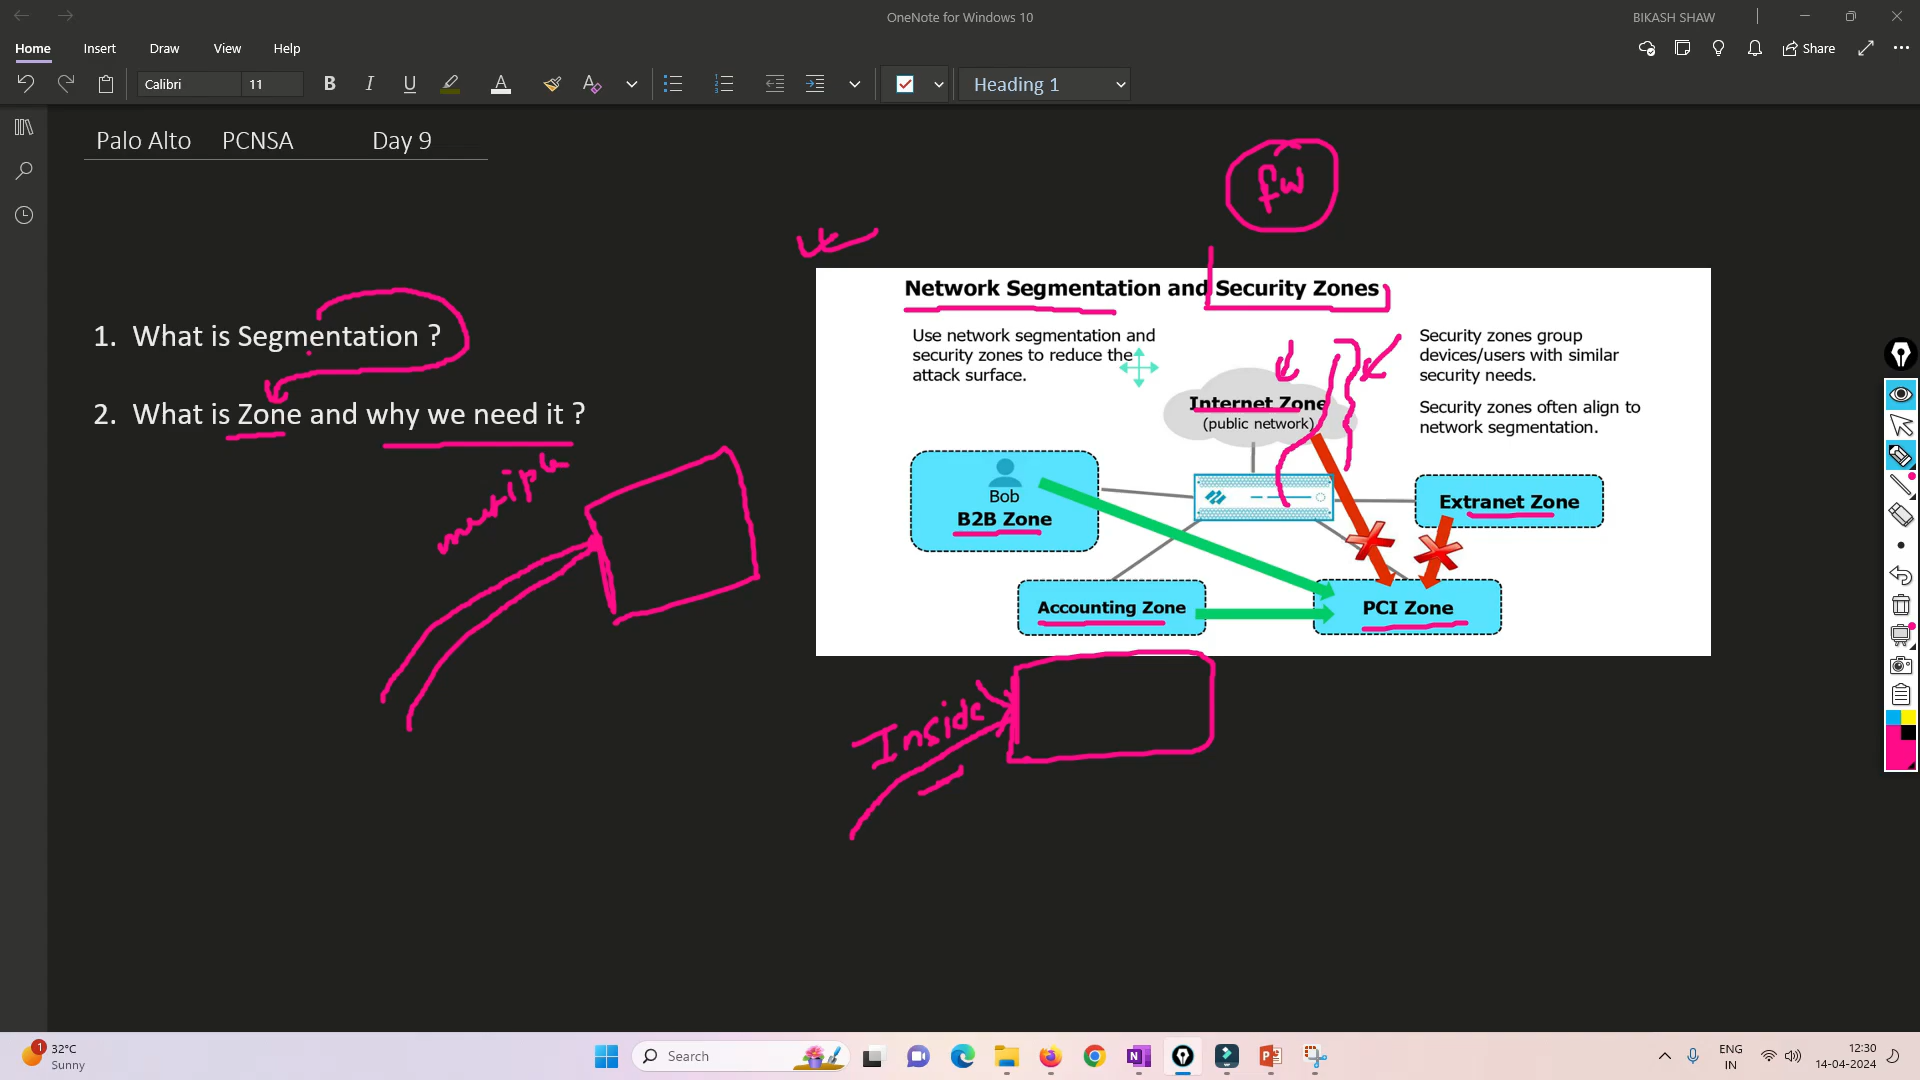 OneNote for Windows 10
BIKASH SHAW
Home Insert Draw View Help
Share
Calibri 11 B I U A A Heading 1
Palo Alto PCNSA Day 9
fw
1. What is Segmentation ?
2. What is Zone and why we need it ?
Network Segmentation and Security Zones
Use network segmentation and
security zones to reduce the
attack surface.
Security zones group
devices/users with similar
security needs.
Security zones often align to
network segmentation.
Internet Zone
(public network)
Bob
B2B Zone
Extranet Zone
Accounting Zone
PCI Zone
Inside
1
32°C
Sunny
Search
ENG
IN
12:30
14-04-2024